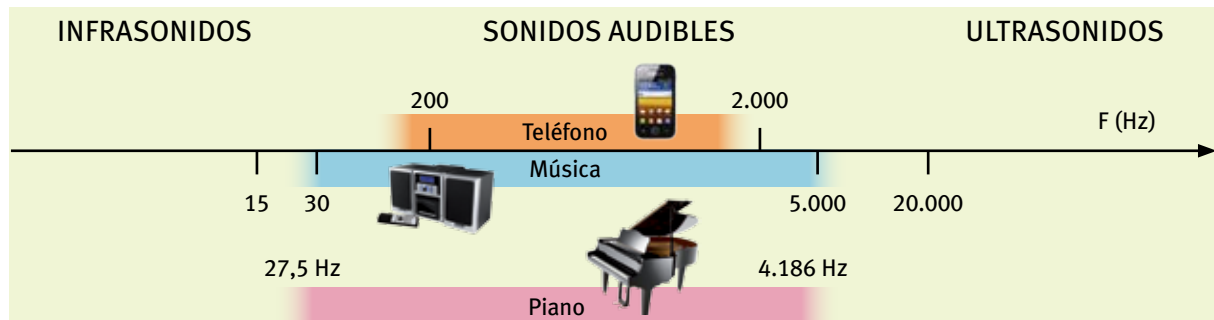 INFRASONIDOS SONIDOS AUDIBLES ULTRASONIDOS
200 2.000
Teléfono F (Hz)
Música
15 30 5.000 20.000
27,5 Hz 4.186 Hz
Piano